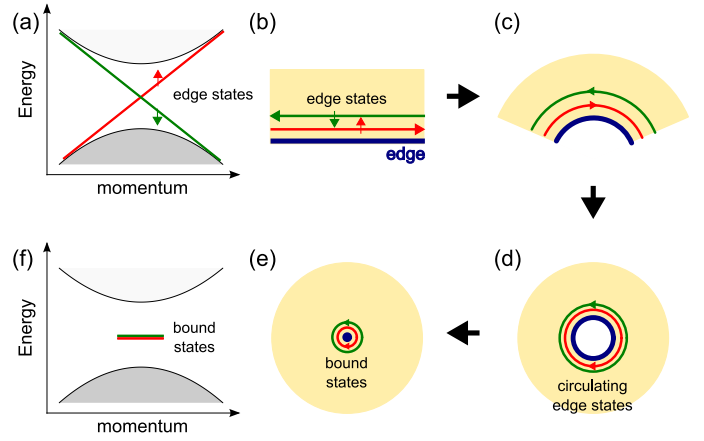 (a)
Energy
edge states
momentum
(b)
edge states
edge
(c)
(f)
Energy
bound
states
momentum
(e)
bound
states
(d)
circulating
edge states